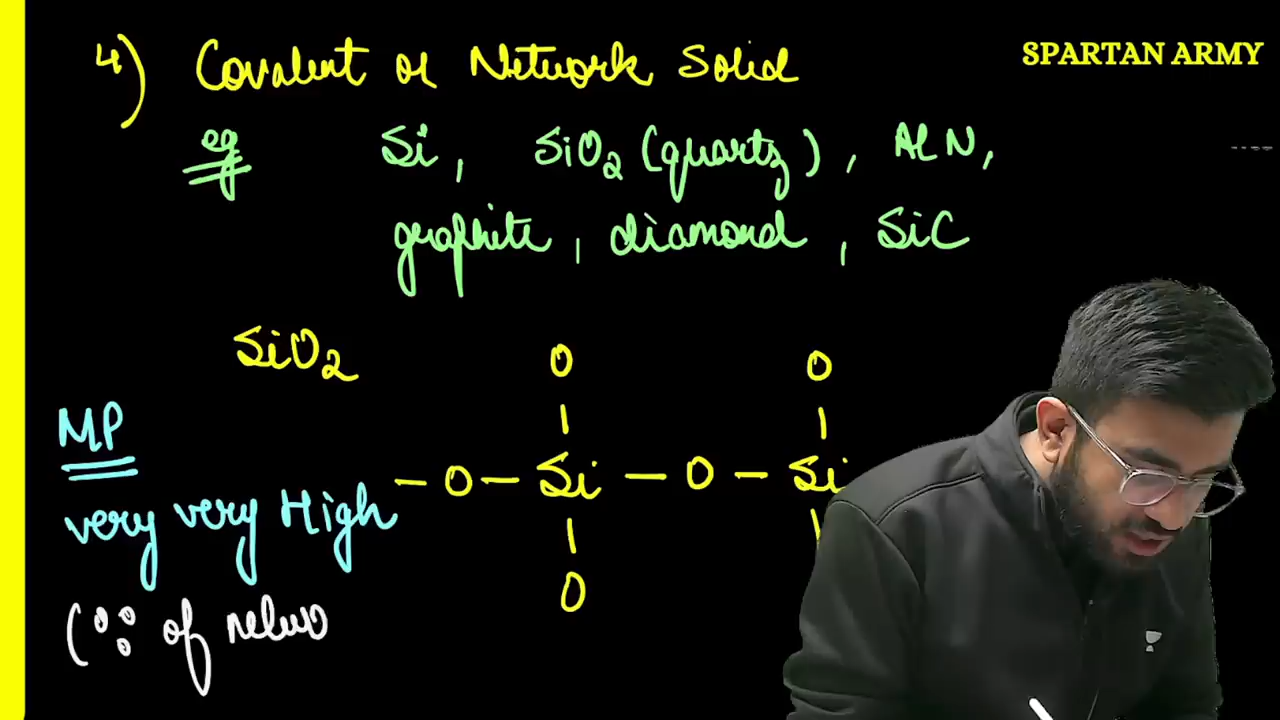 SPARTAN ARMY
4) Covalent or Network Solid
eg Si, SiO2 (quartz), AlN,
graphite, diamond, SiC
SiO2
O O
MP
— O — Si — O — Si
very very High
O
(∵ of netwo